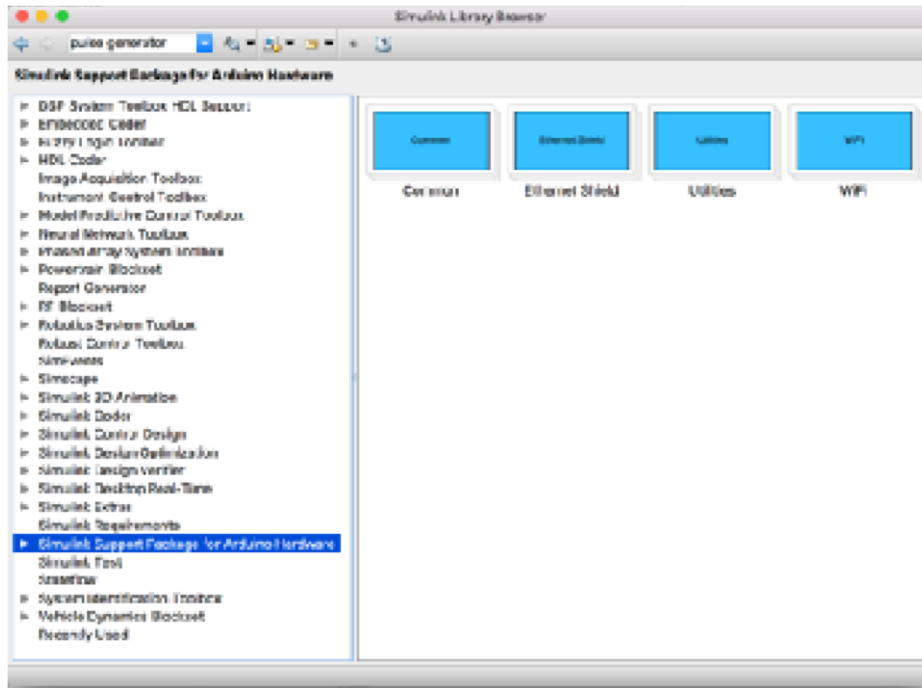 Simulink Library Browser
pulse generator
Simulink Support Package for Arduino Hardware
DSP System Toolbox HDL Support
Embedded Coder
Fuzzy Logic Toolbox
HDL Coder
Image Acquisition Toolbox
Instrument Control Toolbox
Model Predictive Control Toolbox
Neural Network Toolbox
Phased Array System Toolbox
Powertrain Blockset
Report Generator
RF Blockset
Robotics System Toolbox
Robust Control Toolbox
SimEvents
Simscape
Simulink 3D Animation
Simulink Coder
Simulink Control Design
Simulink Design Optimization
Simulink Design Verifier
Simulink Desktop Real-Time
Simulink Extras
Simulink Requirements
Simulink Support Package for Arduino Hardware
Simulink Test
Stateflow
System Identification Toolbox
Vehicle Dynamics Blockset
Recently Used
Common Ethernet Shield Utilities WiFi
Common Ethernet Shield Utilities WiFi